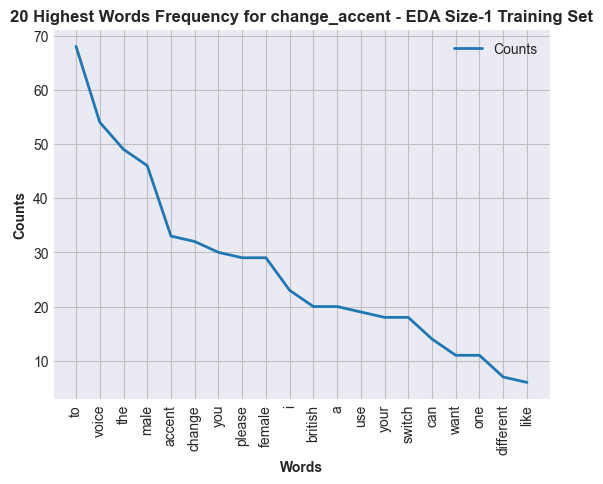 20 Highest Words Frequency for change_accent - EDA Size-1 Training Set
Counts
70
60
50
40
30
20
10
Counts
to
voice
the
male
accent
change
you
please
female
i
british
a
use
your
switch
can
want
one
different
like
Words